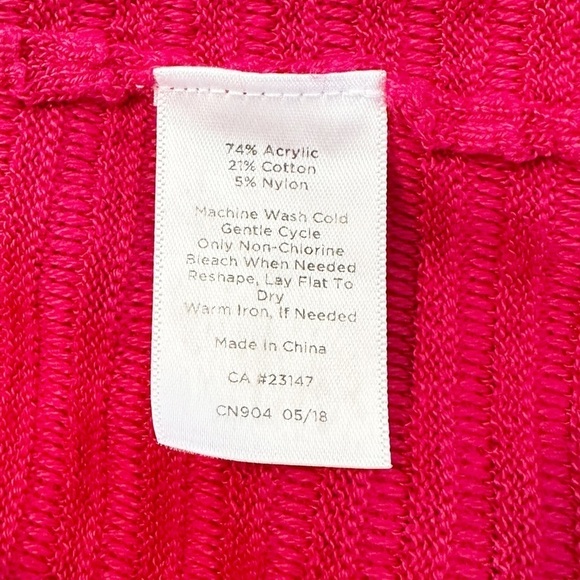 74% Acrylic
21% Cotton
5% Nylon
Machine Wash Cold
Gentle Cycle
Only Non-Chlorine
Bleach When Needed
Reshape, Lay Flat To
Dry
Warm Iron, If Needed
Made in China
CA #23147
CN904 05/18